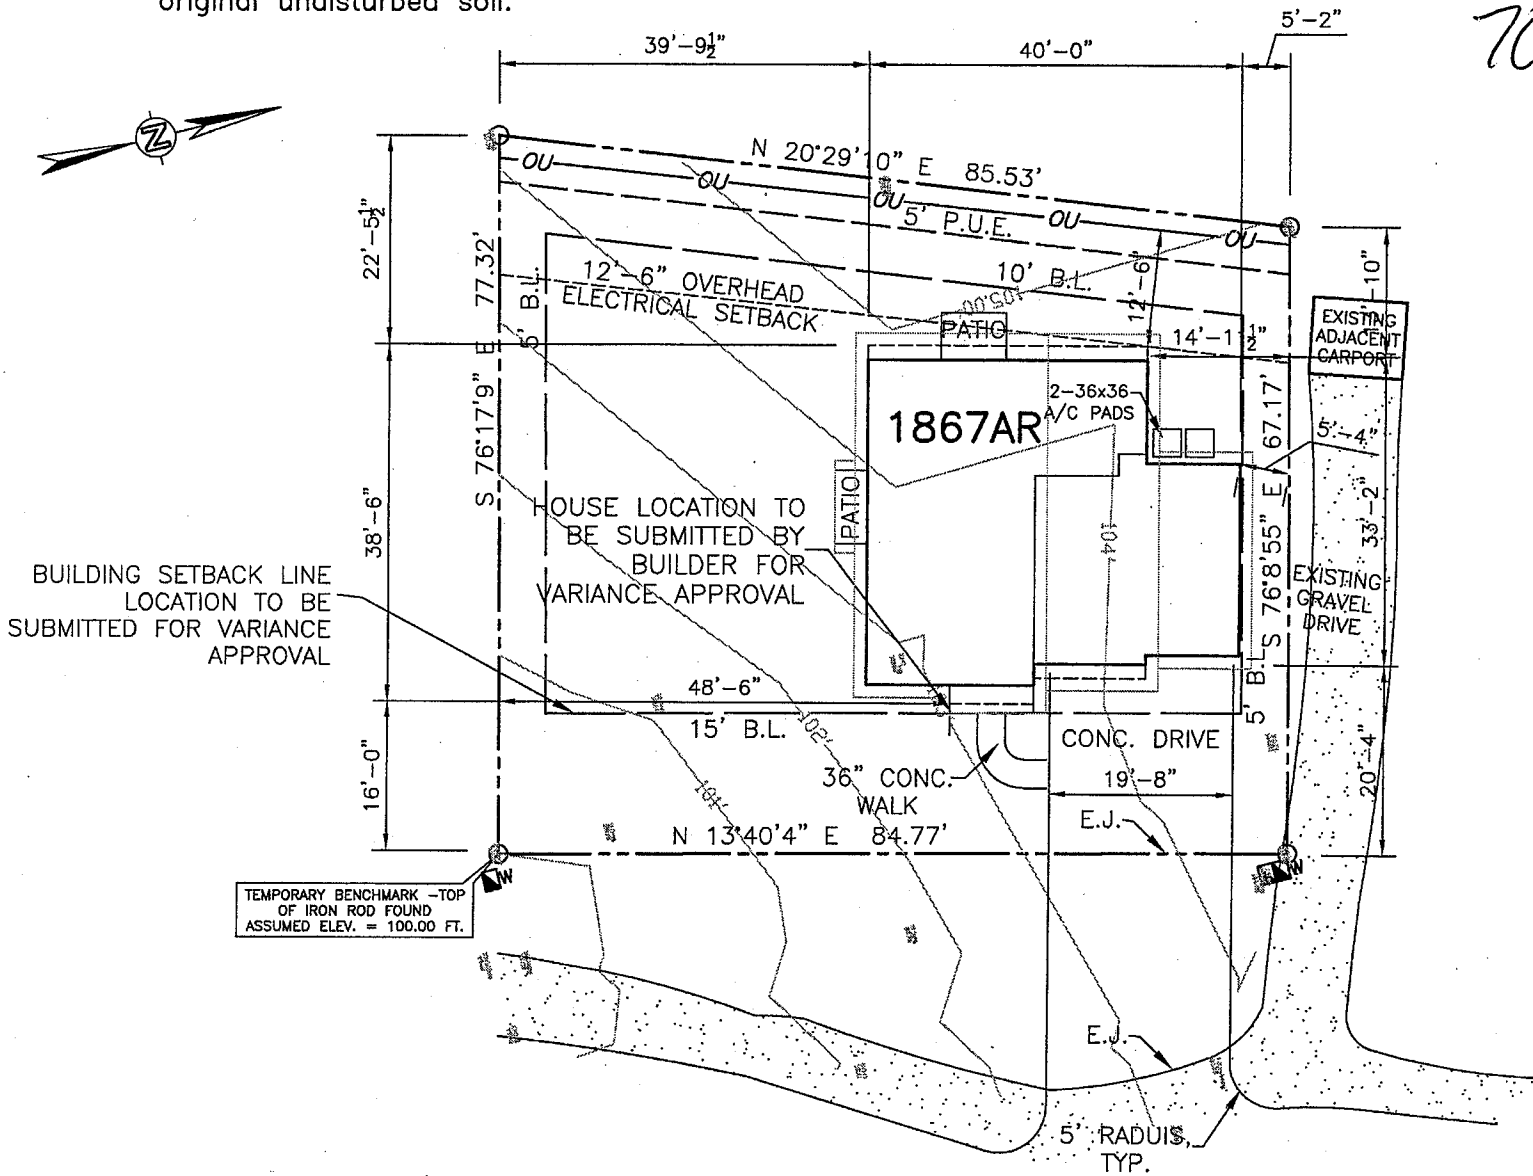 original undisturbed soil.
5'-2"
39'-9½"
40'-0"
Z
N 20°29'10" E 85.53'
OU
OU
OU
OU
OU
5' P.U.E.
22'-5½"
S 76°17'9" E 77.32'
5' B.L.
12'-6" OVERHEAD
ELECTRICAL SETBACK
10' B.L.
105.00
12'-6"
PATIO
14'-1½"
EXISTING
ADJACENT
CARPORT
2-36x36
A/C PADS
1867AR
5'-4"
S 76°8'55" E 67.17'
38'-6"
PATIO
104'
33'-2"
HOUSE LOCATION TO
BE SUBMITTED BY
BUILDER FOR
VARIANCE APPROVAL
BUILDING SETBACK LINE
LOCATION TO BE
SUBMITTED FOR VARIANCE
APPROVAL
EXISTING
GRAVEL
DRIVE
5' B.L.
48'-6"
15' B.L.
102'
CONC. DRIVE
16'-0"
101'
36" CONC.
WALK
19'-8"
20'-4"
E.J.
N 13°40'4" E 84.77'
W
W
TEMPORARY BENCHMARK -TOP
OF IRON ROD FOUND
ASSUMED ELEV. = 100.00 FT.
E.J.
5' RADUIS,
TYP.